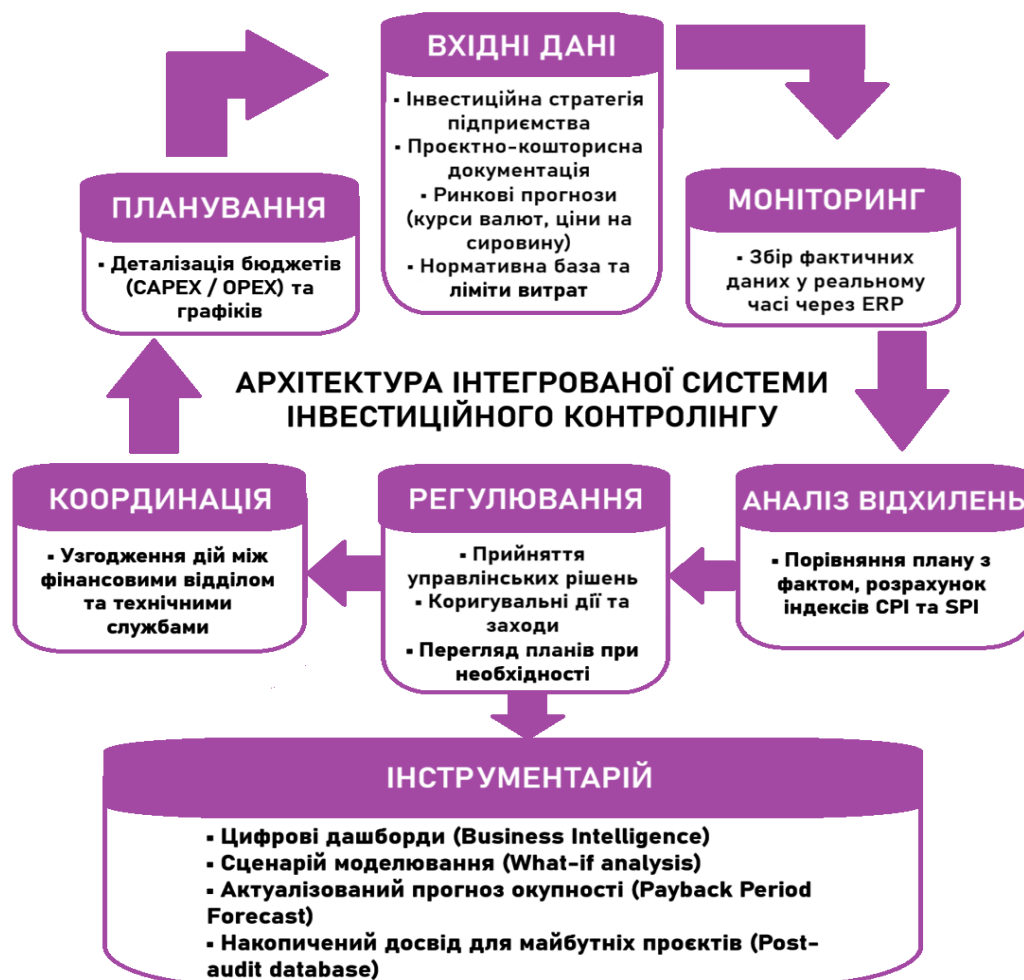 ВХІДНІ ДАНІ
▪ Інвестиційна стратегія
підприємства
▪ Проєктно-кошторисна
документація
▪ Ринкові прогнози
(курси валют, ціни на
сировину)
▪ Нормативна база та
ліміти витрат
ПЛАНУВАННЯ
▪ Деталізація бюджетів
(CAPEX / OPEX) та
графіків
МОНІТОРИНГ
▪ Збір фактичних
даних у реальному
часі через ERP
АРХІТЕКТУРА ІНТЕГРОВАНОЇ СИСТЕМИ
ІНВЕСТИЦІЙНОГО КОНТРОЛІНГУ
КООРДИНАЦІЯ
▪ Узгодження дій між
фінансовими відділом
та технічними
службами
РЕГУЛЮВАННЯ
▪ Прийняття
управлінських рішень
▪ Коригувальні дії та
заходи
▪ Перегляд планів при
необхідності
АНАЛІЗ ВІДХИЛЕНЬ
▪ Порівняння плану з
фактом, розрахунок
індексів CPI та SPI
ІНСТРУМЕНТАРІЙ
▪ Цифрові дашборди (Business Intelligence)
▪ Сценарій моделювання (What-if analysis)
▪ Актуалізований прогноз окупності (Payback Period
Forecast)
▪ Накопичений досвід для майбутніх проєктів (Post-
audit database)